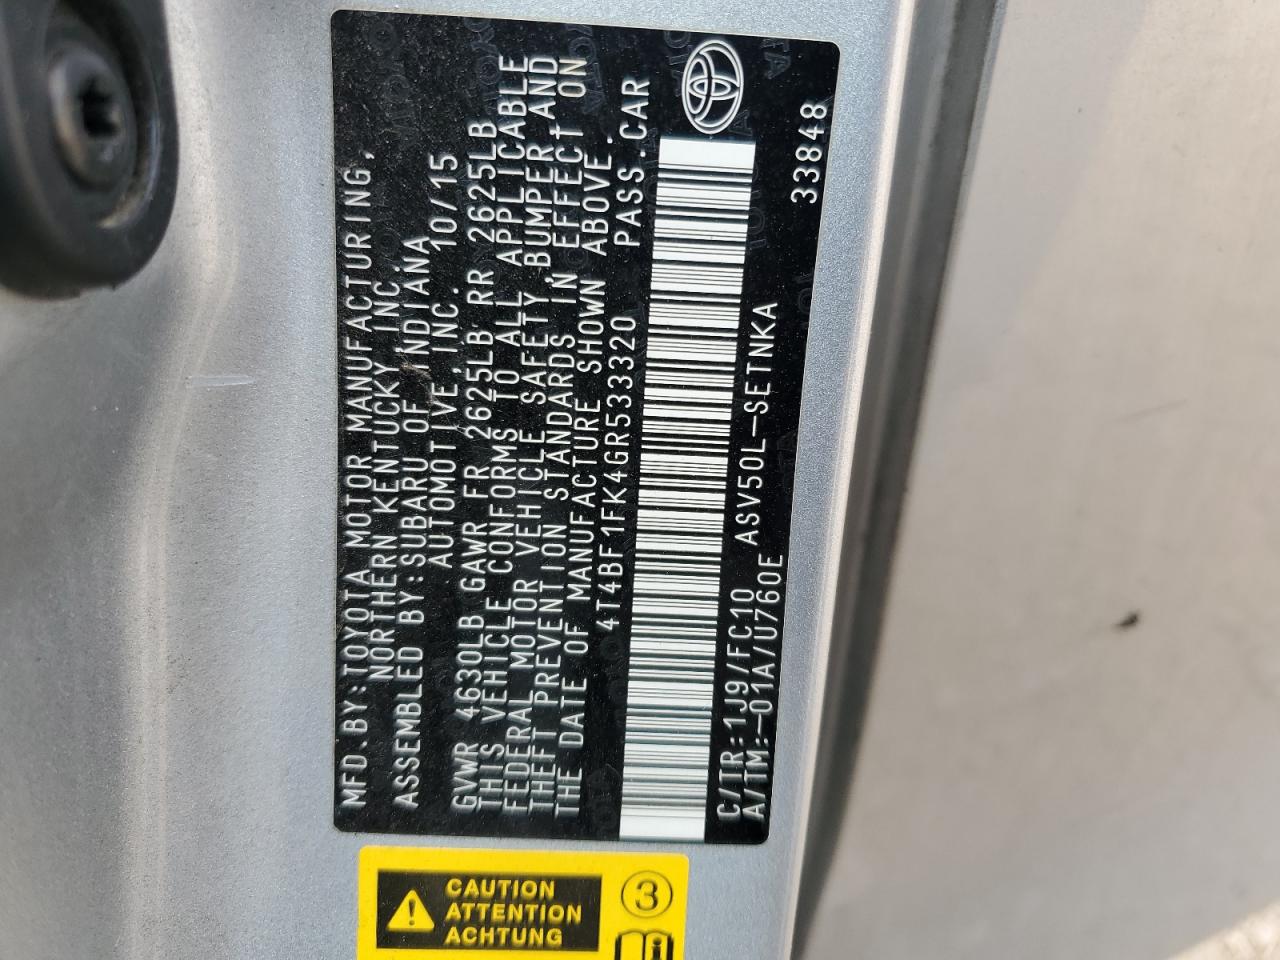 MFD.BY:TOYOTA MOTOR MANUFACTURING,
NORTHERN KENTUCKY INC.
ASSEMBLED BY:SUBARU OF INDIANA
AUTOMOTIVE,INC. 10/15
GVWR 4630LB GAWR FR 2625LB RR 2625LB
THIS VEHICLE CONFORMS TO ALL APPLICABLE
FEDERAL MOTOR VEHICLE SAFETY,BUMPER AND
THEFT PREVENTION STANDARDS IN EFFECT ON
THE DATE OF MANUFACTURE SHOWN ABOVE.
4T4BF1FK4GR533320 PASS.CAR
C/TR:1J9/FC10 ASV50L-SETNKA
A/TM:-01A/U760E 33848
CAUTION
ATTENTION
ACHTUNG
3